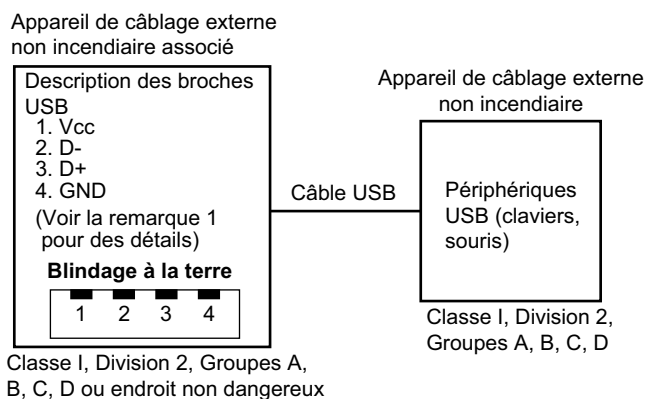 Appareil de câblage externe
non incendiaire associé
Description des broches
USB
1. Vcc
2. D-
3. D+
4. GND
(Voir la remarque 1
pour des détails)
Blindage à la terre
1 2 3 4
Classe I, Division 2, Groupes A,
B, C, D ou endroit non dangereux
Câble USB
Appareil de câblage externe
non incendiaire
Périphériques
USB (claviers,
souris)
Classe I, Division 2,
Groupes A, B, C, D